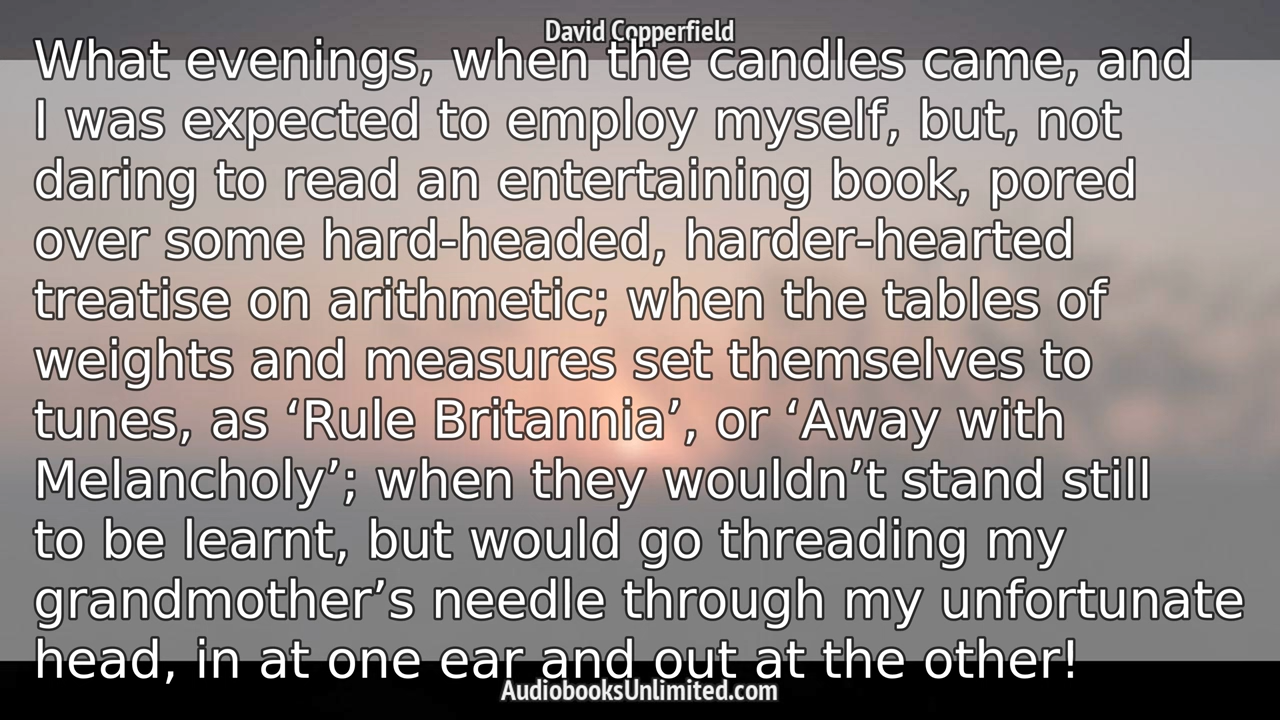 David Copperfield
What evenings, when the candles came, and
I was expected to employ myself, but, not
daring to read an entertaining book, pored
over some hard-headed, harder-hearted
treatise on arithmetic; when the tables of
weights and measures set themselves to
tunes, as ‘Rule Britannia’, or ‘Away with
Melancholy’; when they wouldn’t stand still
to be learnt, but would go threading my
grandmother’s needle through my unfortunate
head, in at one ear and out at the other!
AudiobooksUnlimited.com